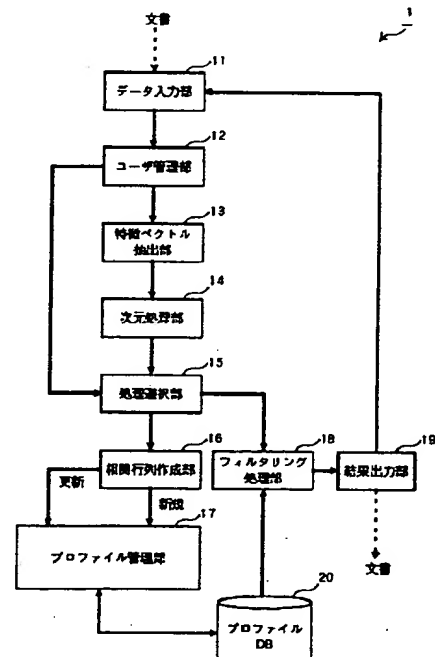 文書
1
11
データ入力部
12
ユーザ管理部
13
特徴ベクトル
抽出部
14
次元処理部
15
処理選択部
16
相関行列作成部
18
フィルタリング
処理部
19
結果出力部
更新
新規
17
プロファイル管理部
文書
20
プロファイル
DB